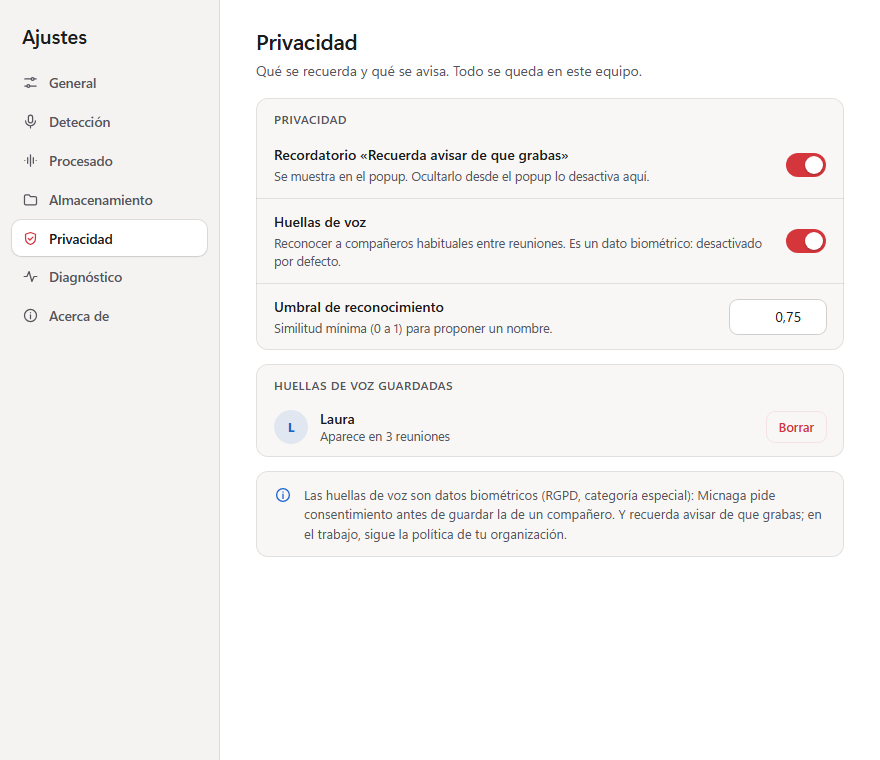 Ajustes
General
Detección
Procesado
Almacenamiento
Privacidad
Diagnóstico
Acerca de
Privacidad
Qué se recuerda y qué se avisa. Todo se queda en este equipo.
PRIVACIDAD
Recordatorio «Recuerda avisar de que grabas»
Se muestra en el popup. Ocultarlo desde el popup lo desactiva aquí.
Huellas de voz
Reconocer a compañeros habituales entre reuniones. Es un dato biométrico: desactivado
por defecto.
Umbral de reconocimiento
Similitud mínima (0 a 1) para proponer un nombre.
0,75
HUELLAS DE VOZ GUARDADAS
L
Laura
Aparece en 3 reuniones
Borrar
Las huellas de voz son datos biométricos (RGPD, categoría especial): Micnaga pide
consentimiento antes de guardar la de un compañero. Y recuerda avisar de que grabas; en
el trabajo, sigue la política de tu organización.